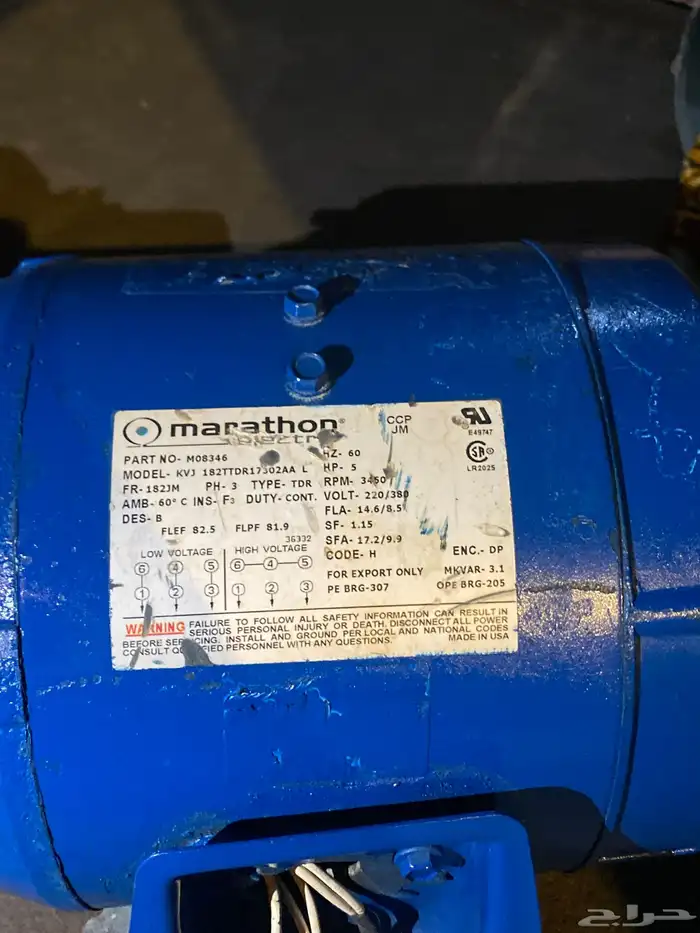 marathon®
electric
CCP
JM
E49747
LR2025
PART NO- M08346
HZ- 60
MODEL- KVJ 182TTDR17302AA L
HP- 5
FR-182JM PH- 3 TYPE- TDR RPM- 3450
AMB- 60° C INS- F3 DUTY- CONT. VOLT- 220/380
DES- B FLA- 14.6/8.5
FLEF 82.5 FLPF 81.9 SF- 1.15
36332 SFA- 17.2/9.9
LOW VOLTAGE HIGH VOLTAGE CODE- H ENC.- DP
6 4 5 6 4 5 FOR EXPORT ONLY MKVAR- 3.1
1 2 3 1 2 3 PE BRG-307 OPE BRG-205
WARNING FAILURE TO FOLLOW ALL SAFETY INFORMATION CAN RESULT IN
SERIOUS PERSONAL INJURY OR DEATH. DISCONNECT ALL POWER
BEFORE SERVICING. INSTALL AND GROUND PER LOCAL AND NATIONAL CODES
CONSULT QUALIFIED PERSONNEL WITH ANY QUESTIONS. MADE IN USA
حراج